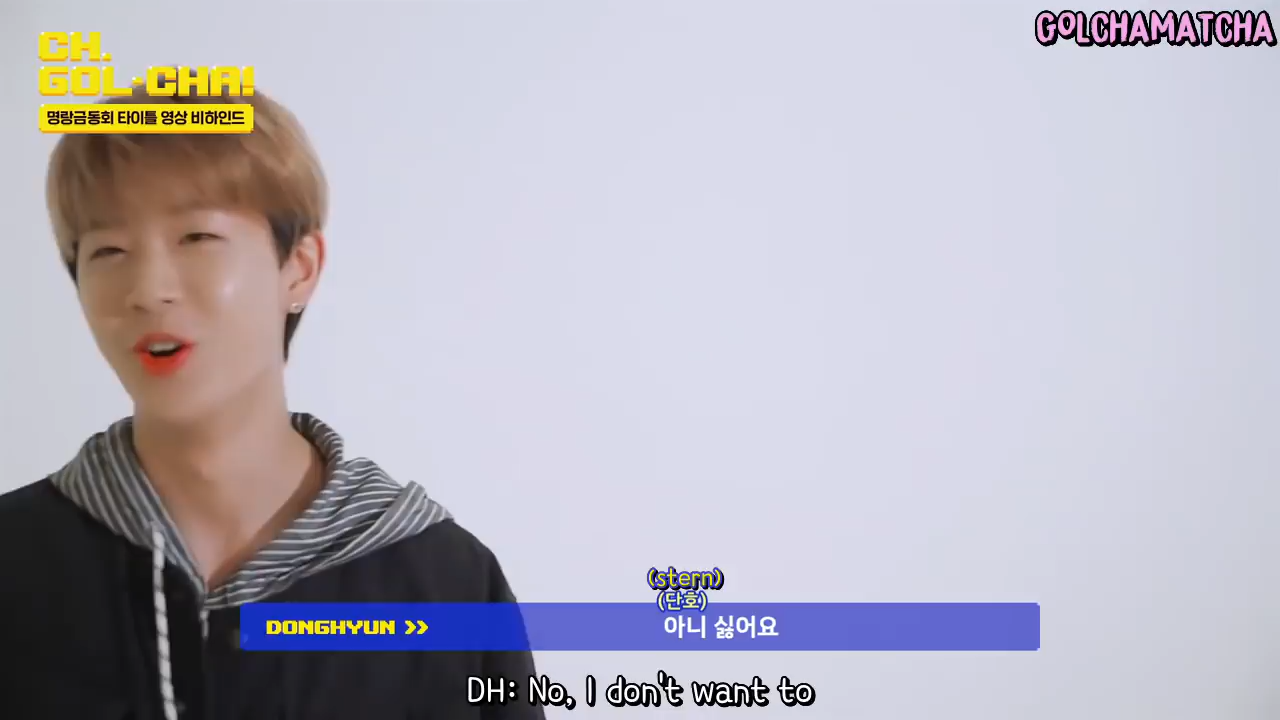 GOLCHAMATCHA
CH.
GOL-CHA!
명랑금동회 타이틀 영상 비하인드
(stern)
(단호)
DONGHYUN >>
아니 싫어요
DH: No, I don't want to